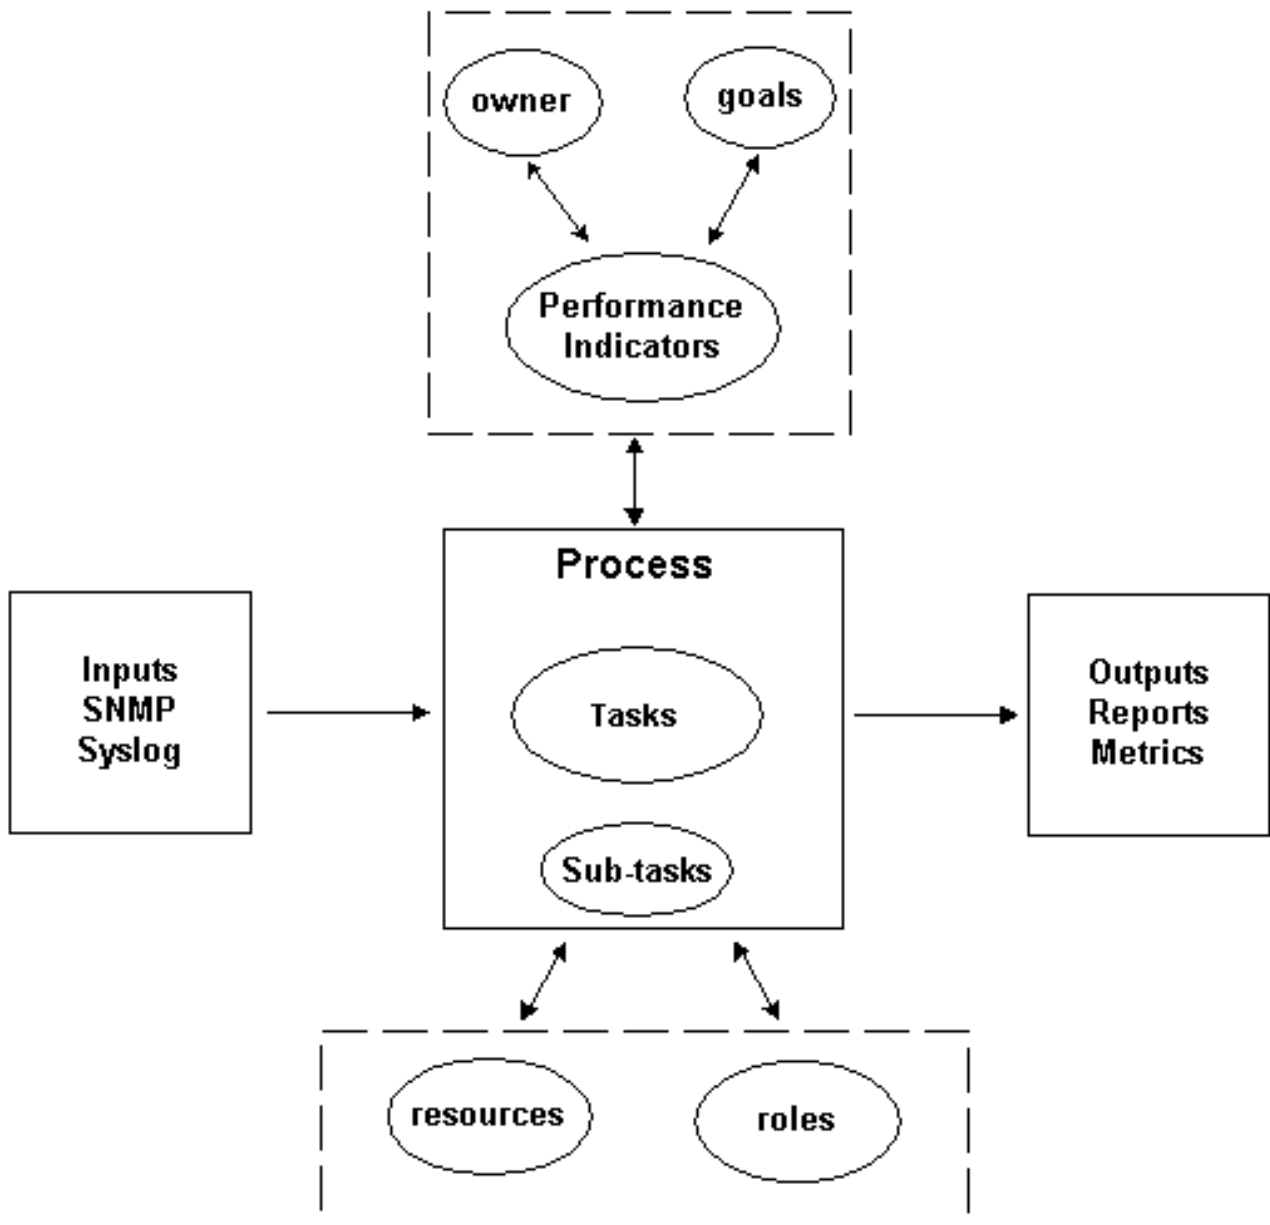 owner
goals
Performance
Indicators
Process
Inputs
SNMP
Syslog
Tasks
Outputs
Reports
Metrics
Sub-tasks
resources
roles